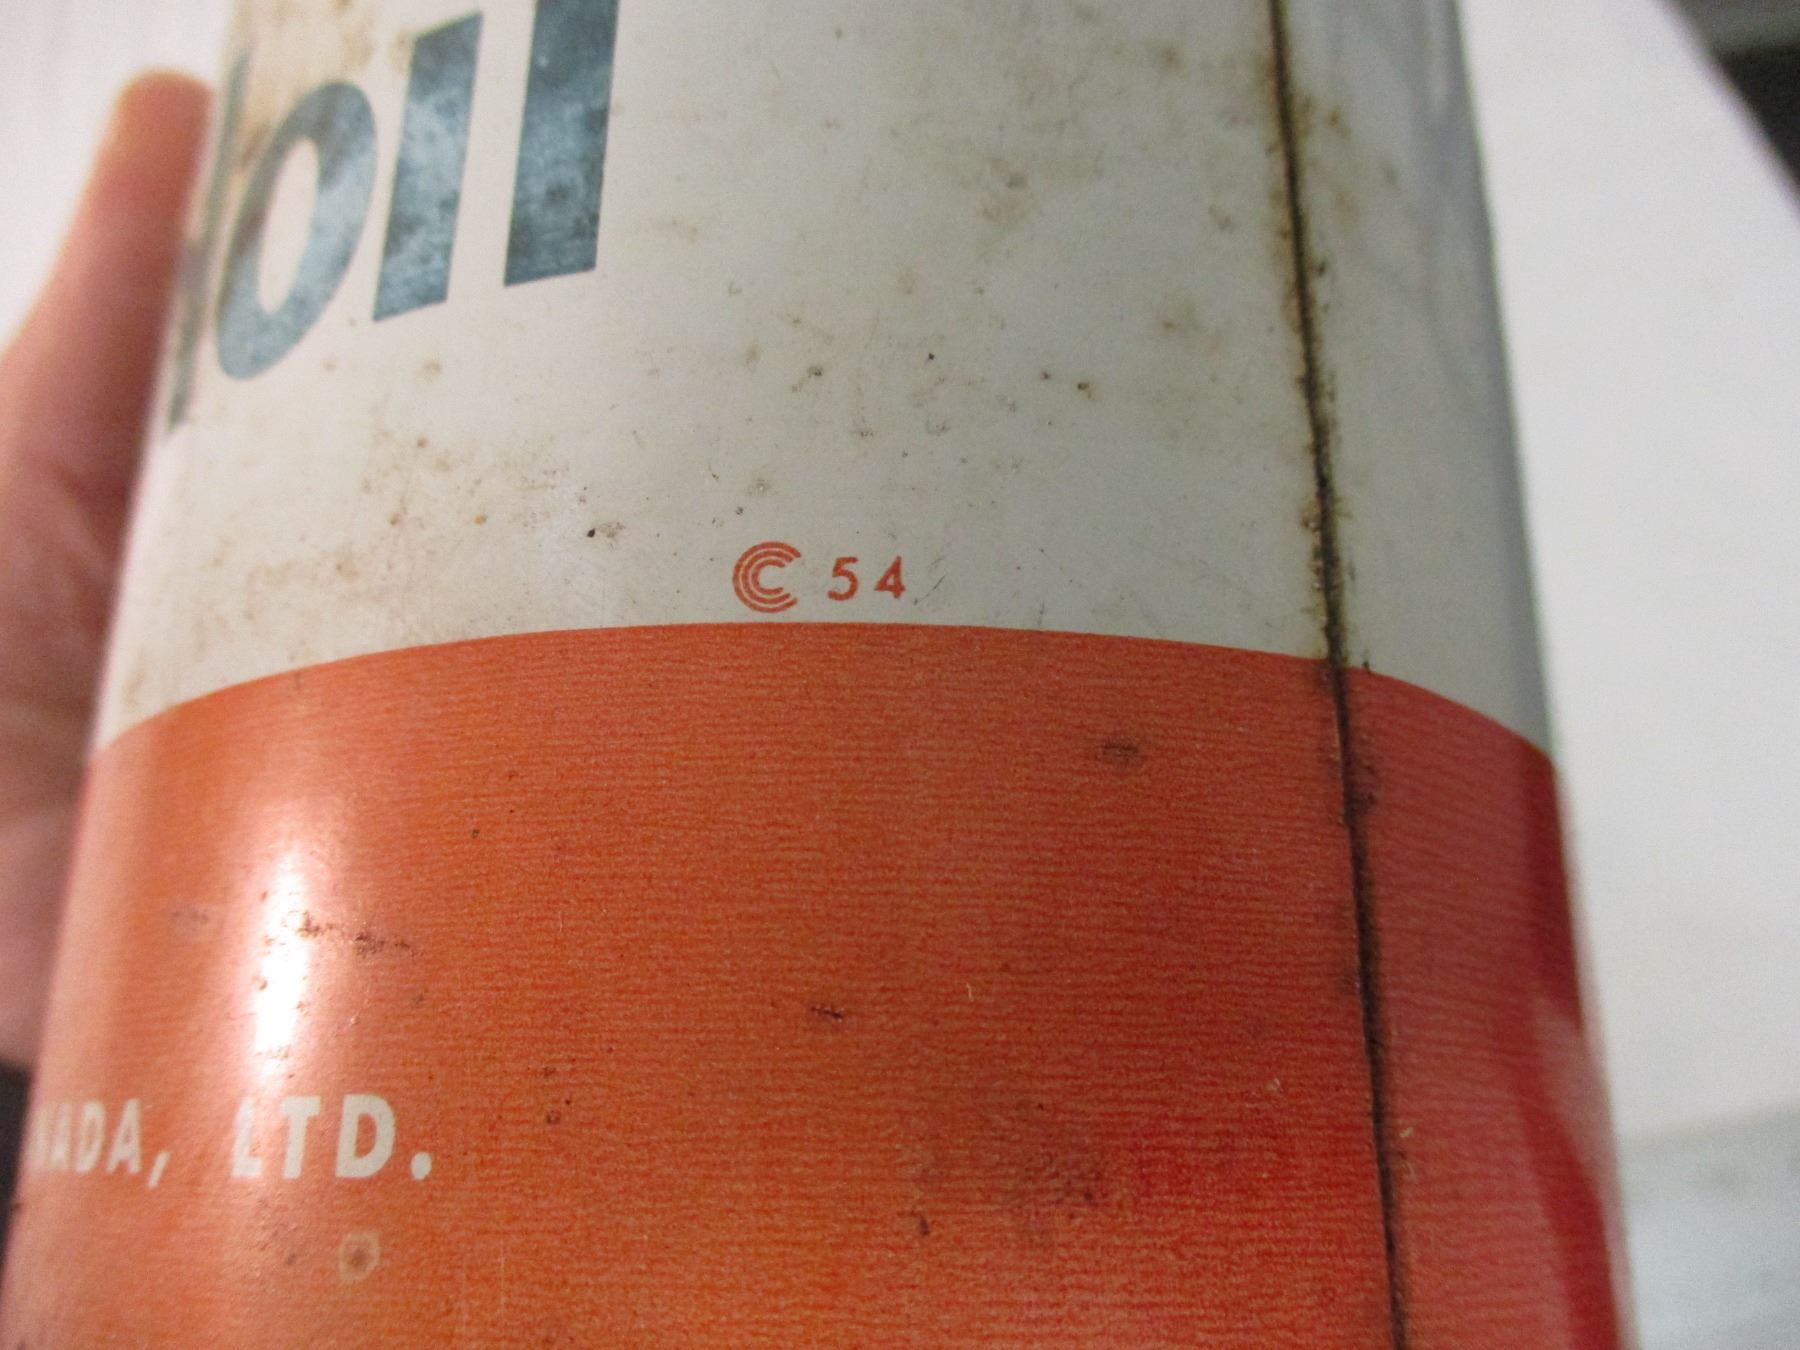 oil
C 54
NADA, LTD.